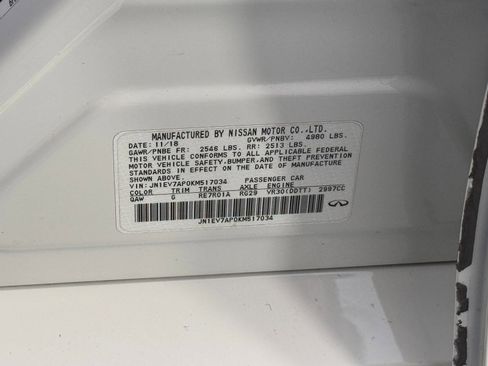 MANUFACTURED BY NISSAN MOTOR CO.,LTD.
DATE: 11/18 GVWR/PNBV: 4980 LBS.
GAWR/PNBE FR: 2546 LBS. RR: 2513 LBS.
THIS VEHICLE CONFORMS TO ALL APPLICABLE FEDERAL
MOTOR VEHICLE SAFETY,BUMPER,AND THEFT PREVENTION
STANDARDS IN EFFECT ON THE DATE OF MANUFACTURE
SHOWN ABOVE.
VIN: JN1EV7AP0KM517034 PASSENGER CAR
COLOR TRIM TRANS AXLE ENGINE
QAW G RE7R01A RG29 VR30(DDTT) 2997CC
JN1EV7AP0KM517034